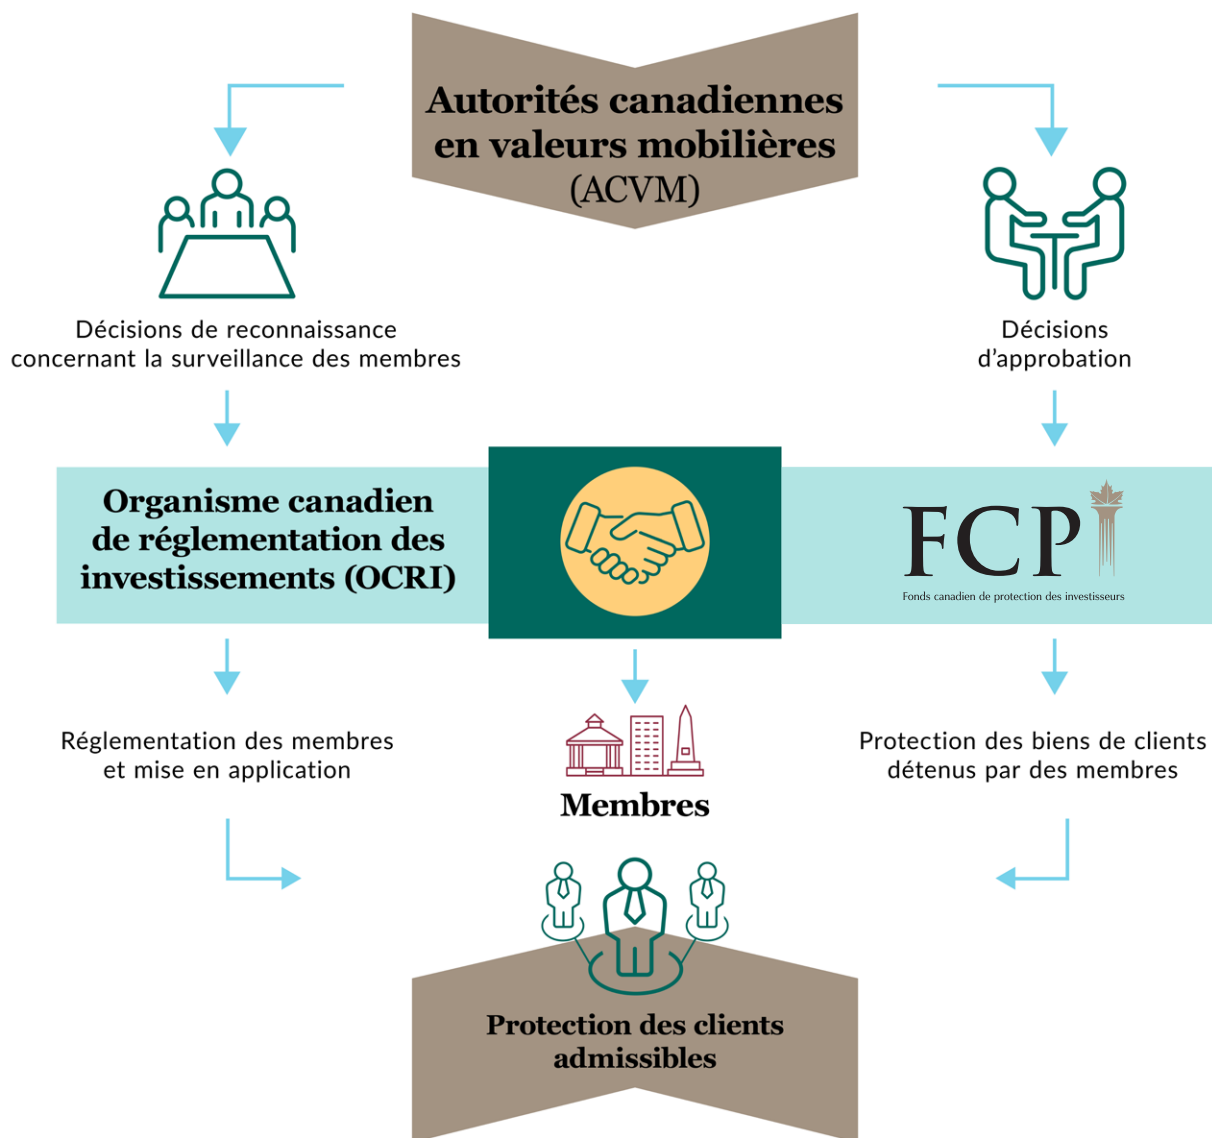 Autorités canadiennes
en valeurs mobilières
(ACVM)
Décisions de reconnaissance
concernant la surveillance des membres
Décisions
d’approbation
Organisme canadien
de réglementation des
investissements (OCRI)
FCPI
Fonds canadien de protection des investisseurs
Réglementation des membres
et mise en application
Membres
Protection des biens de clients
détenus par des membres
Protection des clients
admissibles